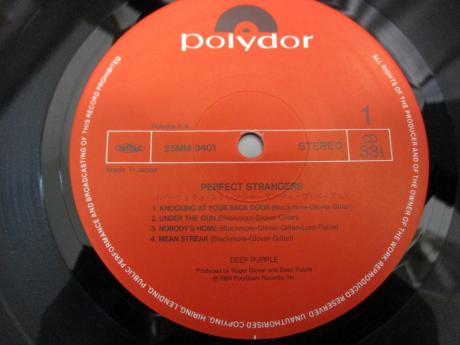 polydor
ALL RIGHTS OF THE PRODUCER AND OF THE OWNER OF THE WORK REPRODUCED RESERVED. UNAUTHORISED COPYING, HIRING, LENDING, PUBLIC PERFORMANCE AND BROADCASTING OF THIS RECORD PROHIBITED
1
Polydor K.K.
25MM 0401
STEREO
33⅓
Made in Japan
PERFECT STRANGERS
1. KNOCKING AT YOUR BACK DOOR (Blackmore-Glover-Gillan)
2. UNDER THE GUN (Blackmore-Glover-Gillan)
3. NOBODY'S HOME (Blackmore-Glover-Gillan-Lord-Paice)
4. MEAN STREAK (Blackmore-Glover-Gillan)
DEEP PURPLE
Produced by Roger Glover and Deep Purple
℗1984 PolyGram Records, Inc.